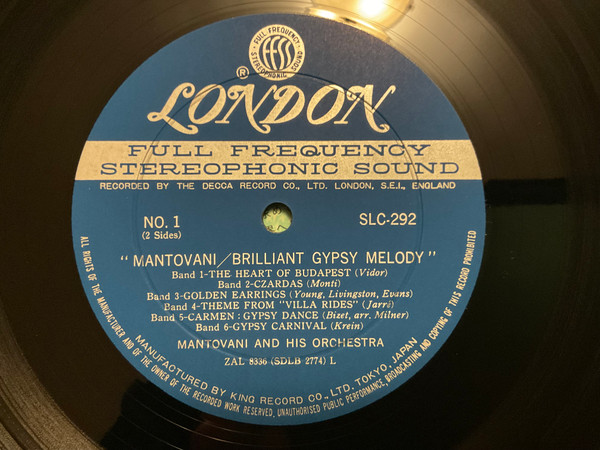 FULL FREQUENCY
ffss
STEREOPHONIC SOUND
®
LONDON
FULL FREQUENCY
STEREOPHONIC SOUND
RECORDED BY THE DECCA RECORD CO., LTD. LONDON, S.E.I., ENGLAND
NO. 1 SLC-292
(2 Sides)
"MANTOVANI/BRILLIANT GYPSY MELODY"
Band 1-THE HEART OF BUDAPEST (Vidor)
Band 2-CZARDAS (Monti)
Band 3-GOLDEN EARRINGS (Young, Livingston, Evans)
Band 4-THEME FROM "VILLA RIDES" (Jarré)
Band 5-CARMEN : GYPSY DANCE (Bizet, arr. Milner)
Band 6-GYPSY CARNIVAL (Krein)
MANTOVANI AND HIS ORCHESTRA
ZAL 8336 (SDLB 2774) L
MANUFACTURED BY KING RECORD CO., LTD. TOKYO, JAPAN
ALL RIGHTS OF THE MANUFACTURER AND OF THE OWNER OF THE RECORDED WORK RESERVED, UNAUTHORISED PUBLIC PERFORMANCE, BROADCASTING AND COPYING OF THIS RECORD PROHIBITED